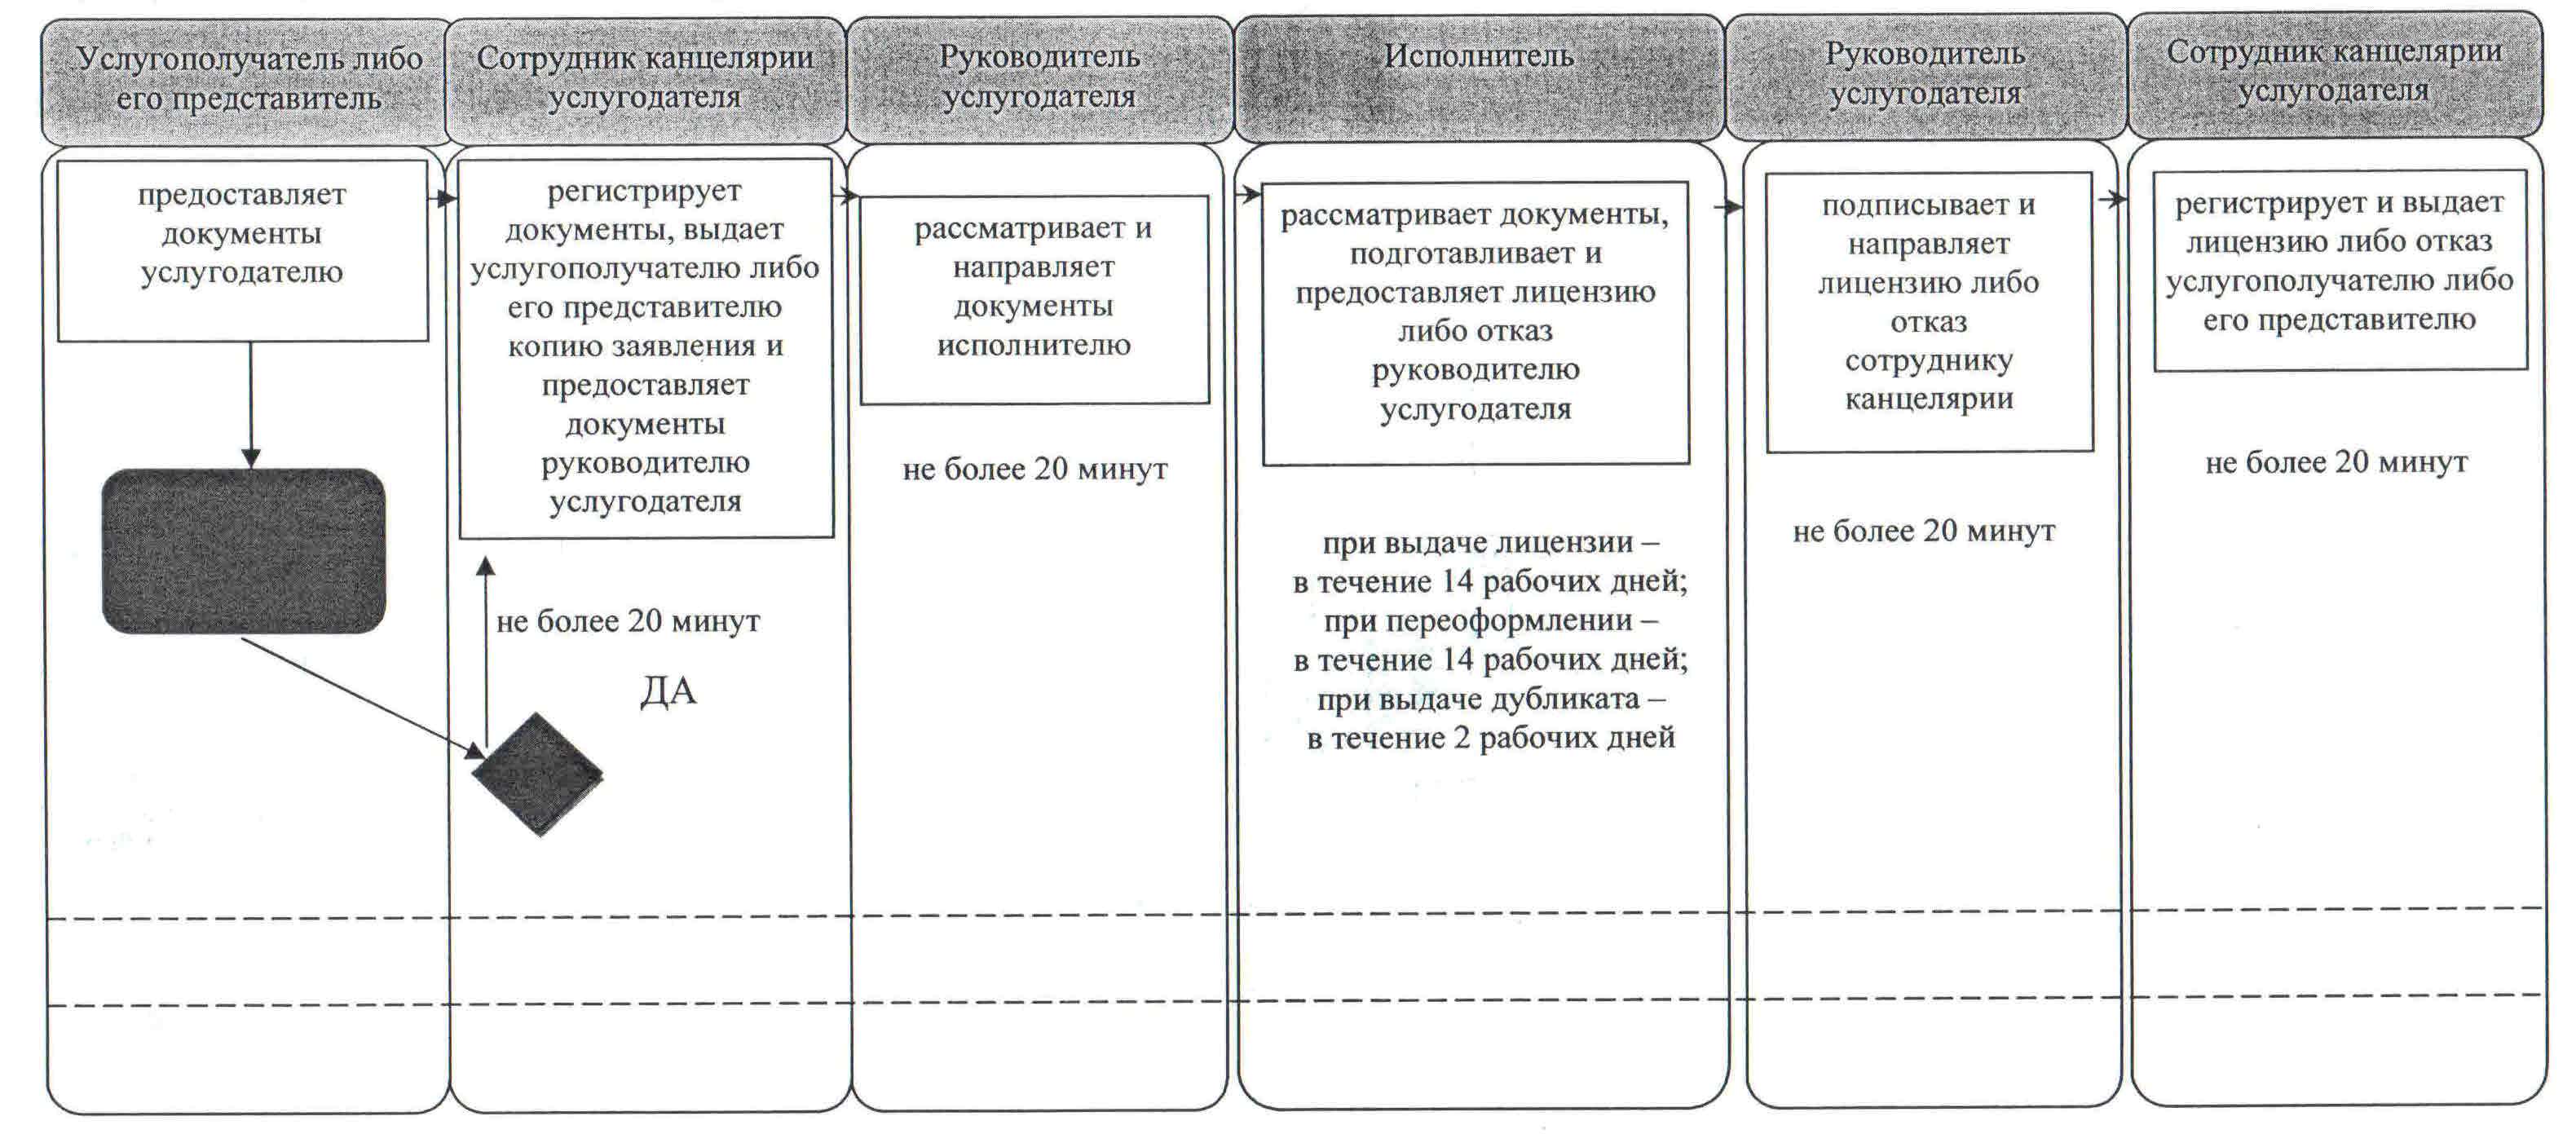 Услугополучатель либо
его представитель
Сотрудник канцелярии
услугодателя
Руководитель
услугодателя
Исполнитель
Руководитель
услугодателя
Сотрудник канцелярии
услугодателя
предоставляет
документы
услугодателю
регистрирует
документы, выдает
услугополучателю либо
его представителю
копию заявления и
предоставляет
документы
руководителю
услугодателя
не более 20 минут
ДА
рассматривает и
направляет
документы
исполнителю
не более 20 минут
рассматривает документы,
подготавливает и
предоставляет лицензию
либо отказ
руководителю
услугодателя
при выдаче лицензии –
в течение 14 рабочих дней;
при переоформлении –
в течение 14 рабочих дней;
при выдаче дубликата –
в течение 2 рабочих дней
подписывает и
направляет
лицензию либо
отказ
сотруднику
канцелярии
не более 20 минут
регистрирует и выдает
лицензию либо отказ
услугополучателю либо
его представителю
не более 20 минут